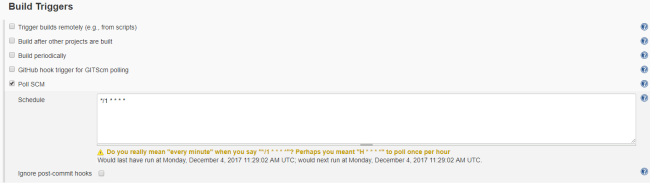 Build Triggers
Trigger builds remotely (e.g., from scripts)
Build after other projects are built
Build periodically
GitHub hook trigger for GITScm polling
Poll SCM
Schedule
*/1 * * * *
Do you really mean "every minute" when you say "*/1 * * * *"? Perhaps you meant "H * * * *" to poll once per hour
Would last have run at Monday, December 4, 2017 11:29:02 AM UTC; would next run at Monday, December 4, 2017 11:29:02 AM UTC.
Ignore post-commit hooks